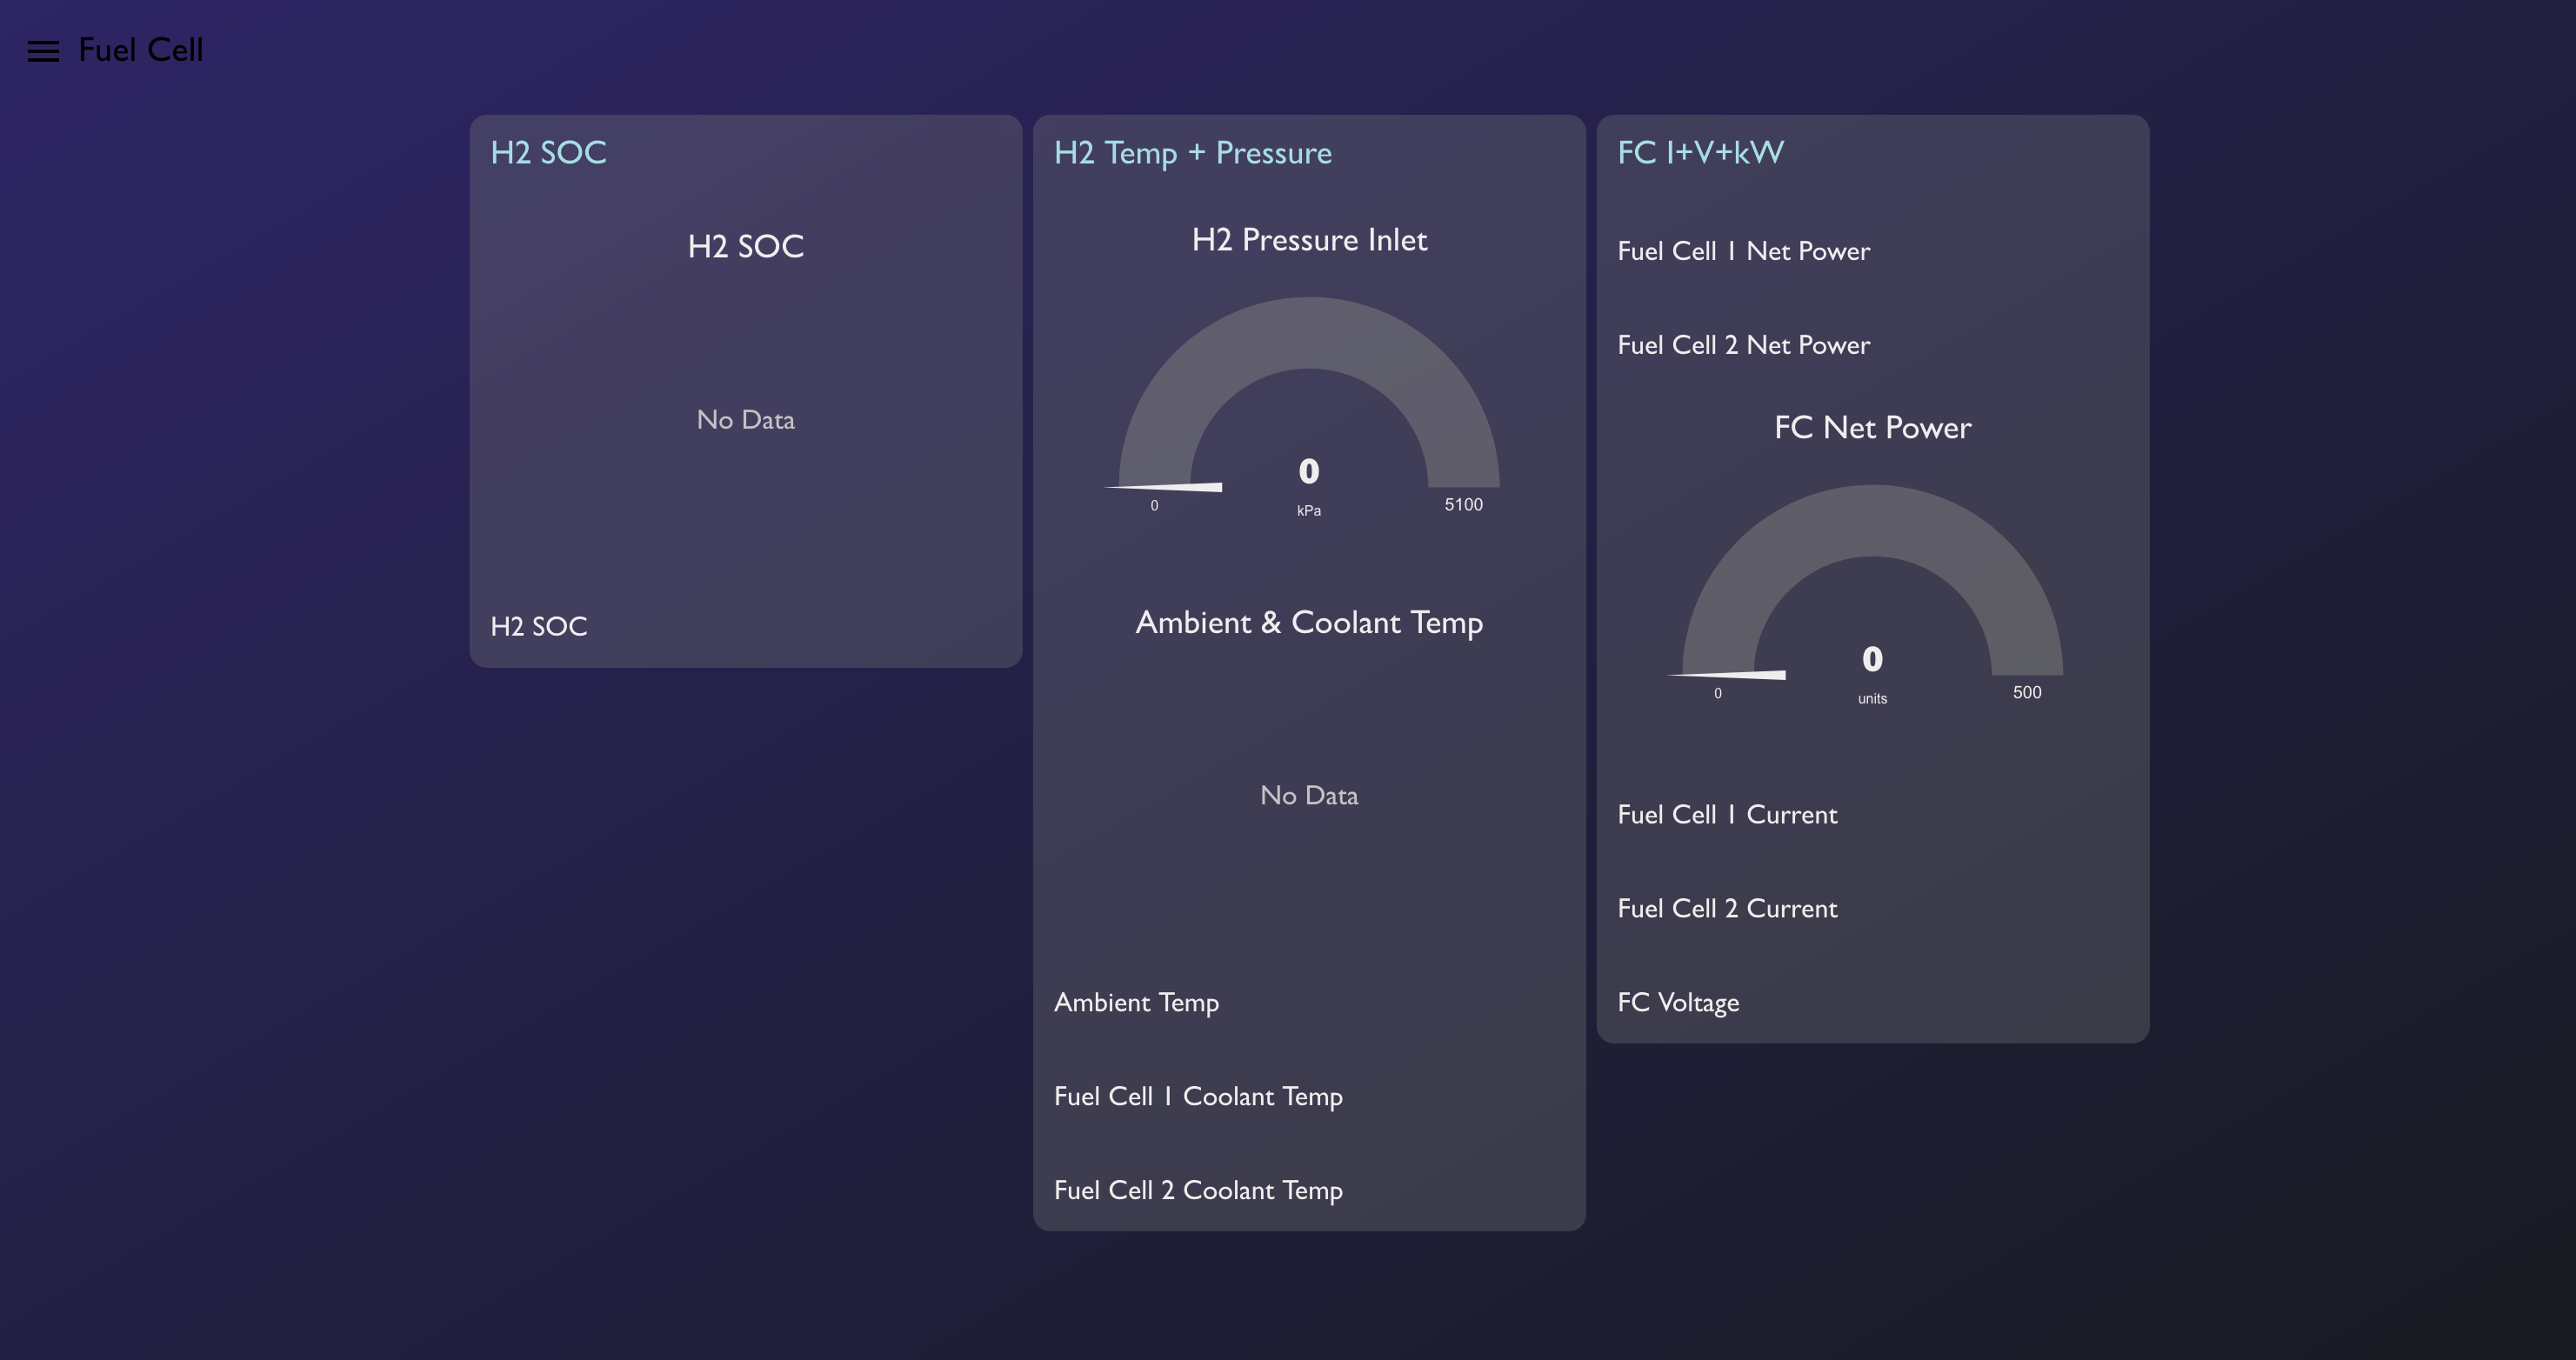 Fuel Cell
H2 SOC
H2 SOC
No Data
H2 SOC
H2 Temp + Pressure
H2 Pressure Inlet
0
0
kPa
5100
Ambient & Coolant Temp
No Data
Ambient Temp
Fuel Cell 1 Coolant Temp
Fuel Cell 2 Coolant Temp
FC I+V+kW
Fuel Cell 1 Net Power
Fuel Cell 2 Net Power
FC Net Power
0
0
units
500
Fuel Cell 1 Current
Fuel Cell 2 Current
FC Voltage